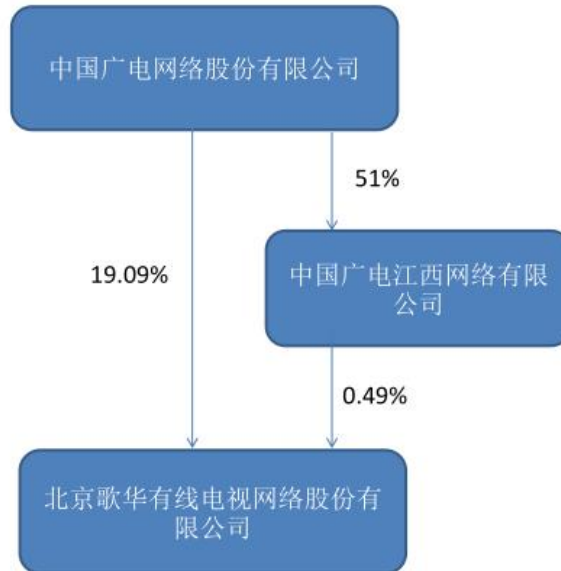 中国广电网络股份有限公司
51%
19.09%
中国广电江西网络有限
公司
0.49%
北京歌华有线电视网络股份有
限公司